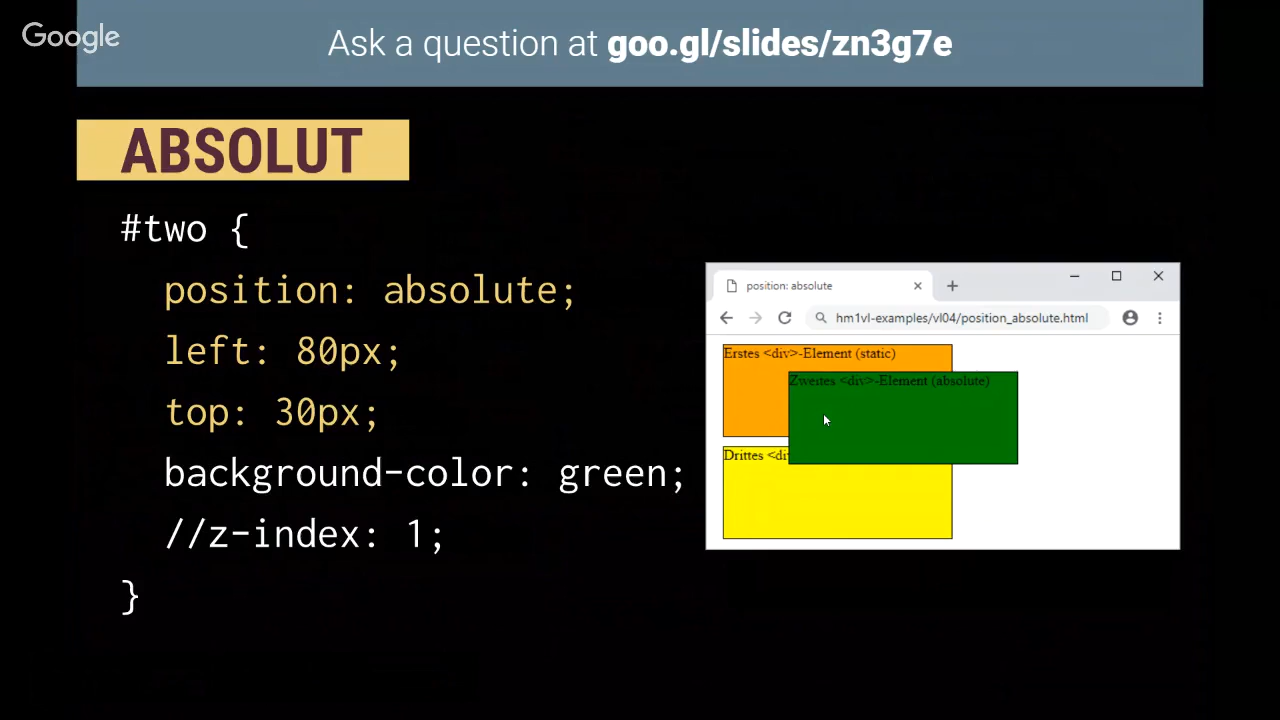 Google
Ask a question at goo.gl/slides/zn3g7e
ABSOLUT
#two {
position: absolute;
left: 80px;
top: 30px;
background-color: green;
//z-index: 1;
}
position: absolute
hm1vl-examples/vl04/position_absolute.html
Erstes <div>-Element (static)
Zweites <div>-Element (absolute)
Drittes <di